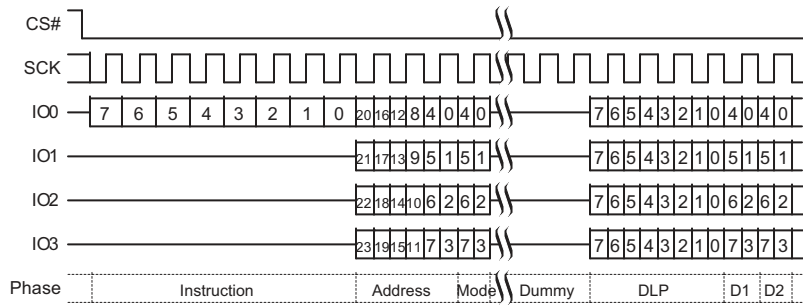 CS#
SCK
IO0 7 6 5 4 3 2 1 0 20 16 12 8 4 0 4 0 7 6 5 4 3 2 1 0 4 0 4 0
IO1 21 17 13 9 5 1 5 1 7 6 5 4 3 2 1 0 5 1 5 1
IO2 22 18 14 10 6 2 6 2 7 6 5 4 3 2 1 0 6 2 6 2
IO3 23 19 15 11 7 3 7 3 7 6 5 4 3 2 1 0 7 3 7 3
Phase Instruction Address Mode Dummy DLP D1 D2